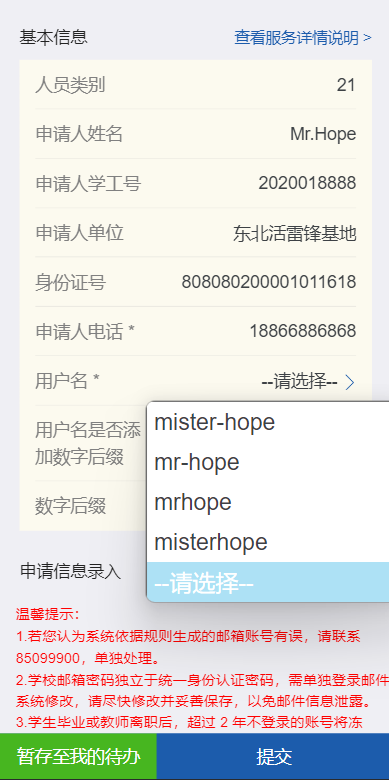 基本信息 查看服务详情说明 >
人员类别 21
申请人姓名 Mr.Hope
申请人学工号 2020018888
申请人单位 东北活雷锋基地
身份证号 808080200001011618
申请人电话 * 18866886868
用户名 * --请选择--
mister-hope
mr-hope
mrhope
misterhope
--请选择--
用户名是否添
加数字后缀
数字后缀
申请信息录入
温馨提示：
1.若您认为系统依据规则生成的邮箱账号有误，请联系
85099900，单独处理。
2.学校邮箱密码独立于统一身份认证密码，需单独登录邮件
系统修改，请尽快修改并妥善保存，以免邮件信息泄露。
3.学生毕业或教师离职后，超过 2 年不登录的账号将冻
暂存至我的待办 提交